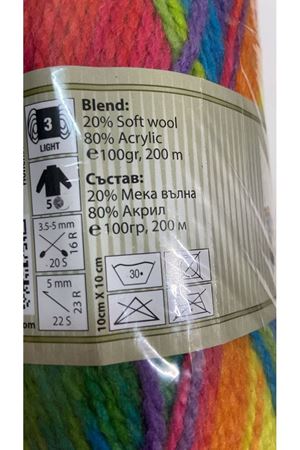 Blend:
20% Soft wool
80% Acrylic
℮100gr, 200 m
Състав:
20% Мека вълна
80% Акрил
℮100гр, 200 м
3
LIGHT
5
3.5-5 mm
20 S
16 R
5 mm
22 S
23 R
10cm X 10 cm
30•
om